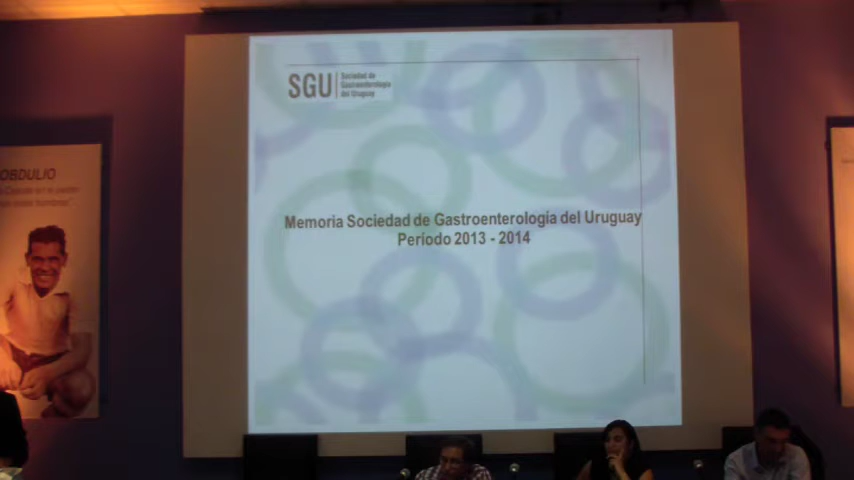 SGU
Sociedad de
Gastroenterología
del Uruguay
Memoria Sociedad de Gastroenterología del Uruguay
Período 2013 - 2014
OBDULIO